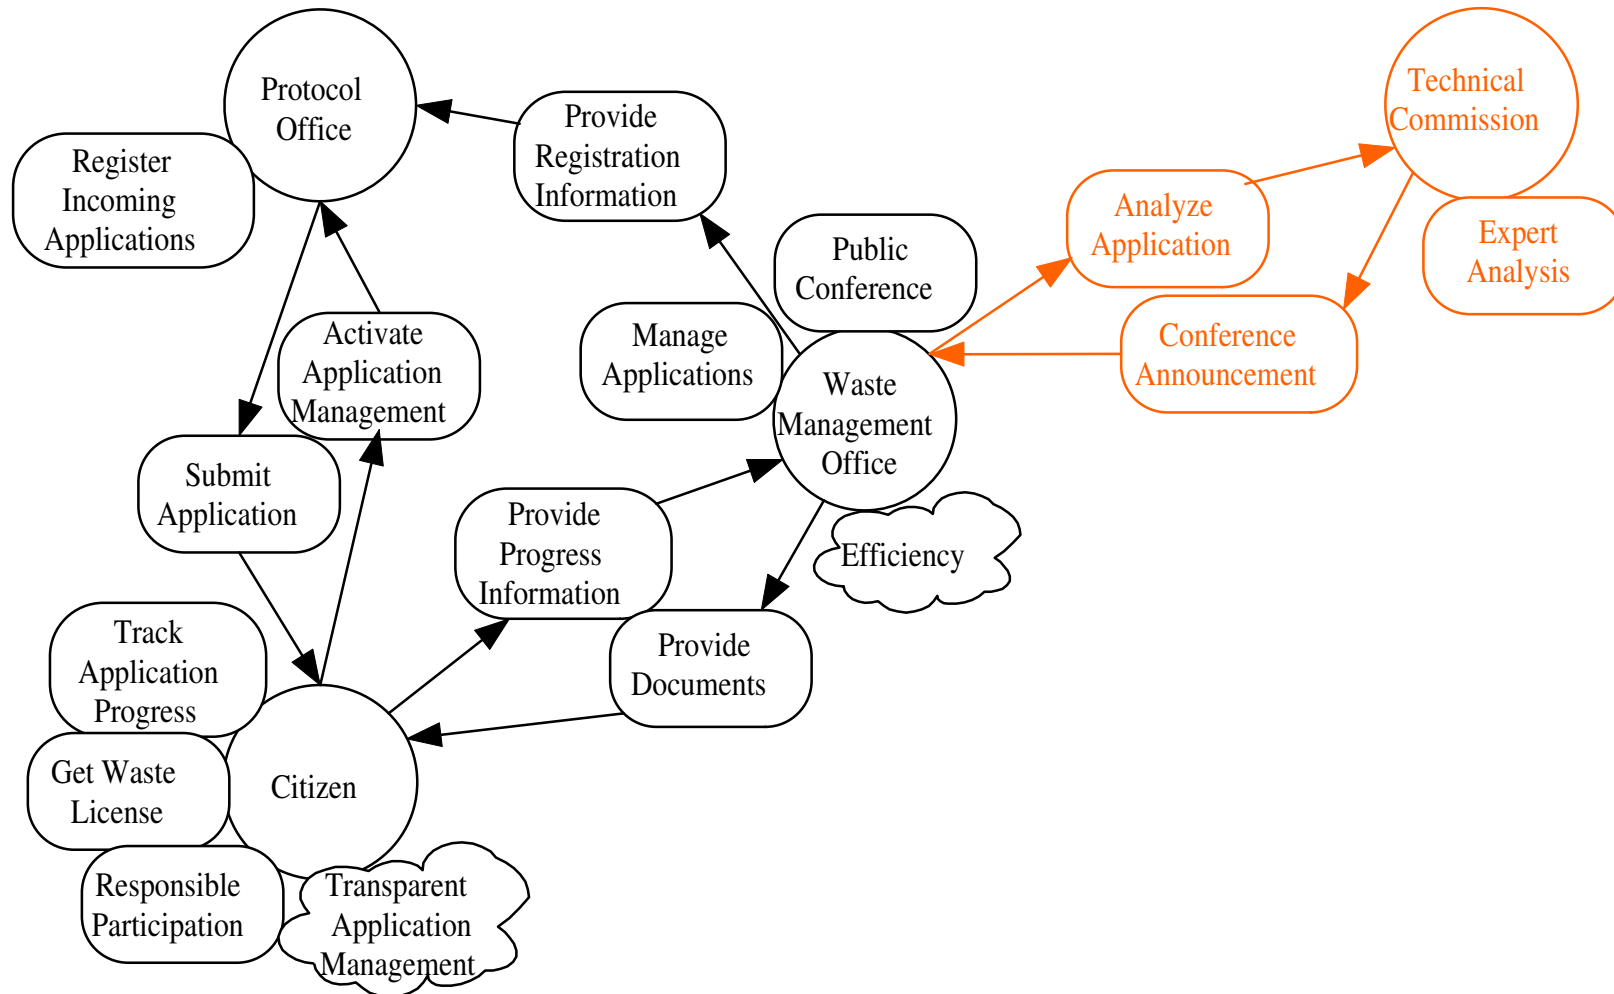 Protocol
Office
Register
Incoming
Applications
Provide
Registration
Information
Technical
Commission
Analyze
Application
Expert
Analysis
Public
Conference
Manage
Applications
Conference
Announcement
Activate
Application
Management
Waste
Management
Office
Submit
Application
Provide
Progress
Information
Efficiency
Track
Application
Progress
Provide
Documents
Get Waste
License
Citizen
Responsible
Participation
Transparent
Application
Management